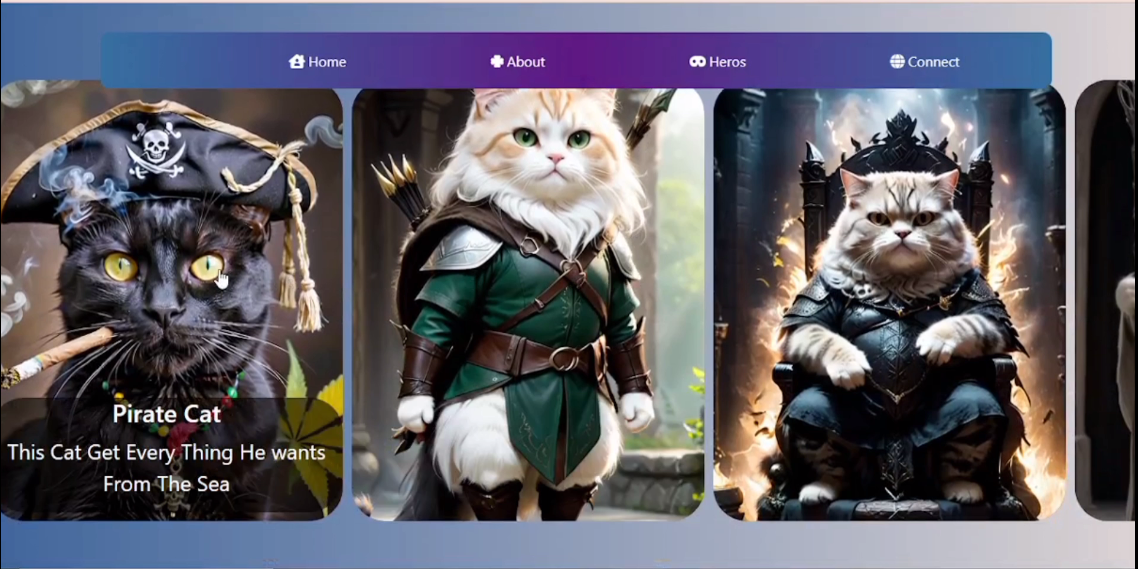 Home
About
Heros
Connect
Pirate Cat
This Cat Get Every Thing He wants
From The Sea